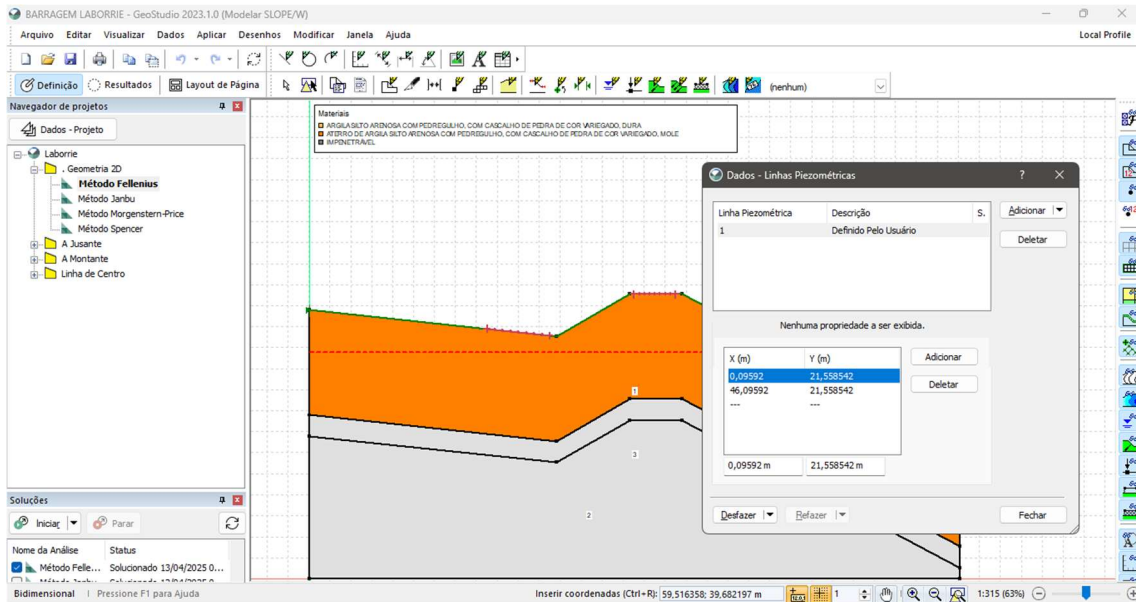 BARRAGEM LABORRIE - GeoStudio 2023.1.0 (Modelar SLOPE/W)
Arquivo Editar Visualizar Dados Aplicar Desenhos Modificar Janela Ajuda
Local Profile
Definição Resultados Layout de Página
(nenhum)
Navegador de projetos
Dados - Projeto
Laborrie
. Geometria 2D
Método Fellenius
Método Janbu
Método Morgenstern-Price
Método Spencer
A Jusante
A Montante
Linha de Centro
Materiais
ARGILA SILTO ARENOSA COM PEDREGULHO, COM CASCALHO DE PEDRA DE COR VARIEGADO, DURA
ATERRO DE ARGILA SILTO ARENOSA COM PEDREGULHO, COM CASCALHO DE PEDRA DE COR VARIEGADO, MOLE
IMPENETRÁVEL
1
3
2
Dados - Linhas Piezométricas
?
Linha Piezométrica Descrição S.
1 Definido Pelo Usuário
Adicionar
Deletar
Nenhuma propriedade a ser exibida.
X (m) Y (m)
0,09592 21,558542
46,09592 21,558542
--- ---
Adicionar
Deletar
0,09592 m 21,558542 m
Desfazer Refazer Fechar
Soluções
Iniciar Parar
Nome da Análise Status
Método Felle... Solucionado 13/04/2025 0...
Bidimensional Pressione F1 para Ajuda
Inserir coordenadas (Ctrl+R): 59,516358; 39,682197 m
1
1:315 (63%)